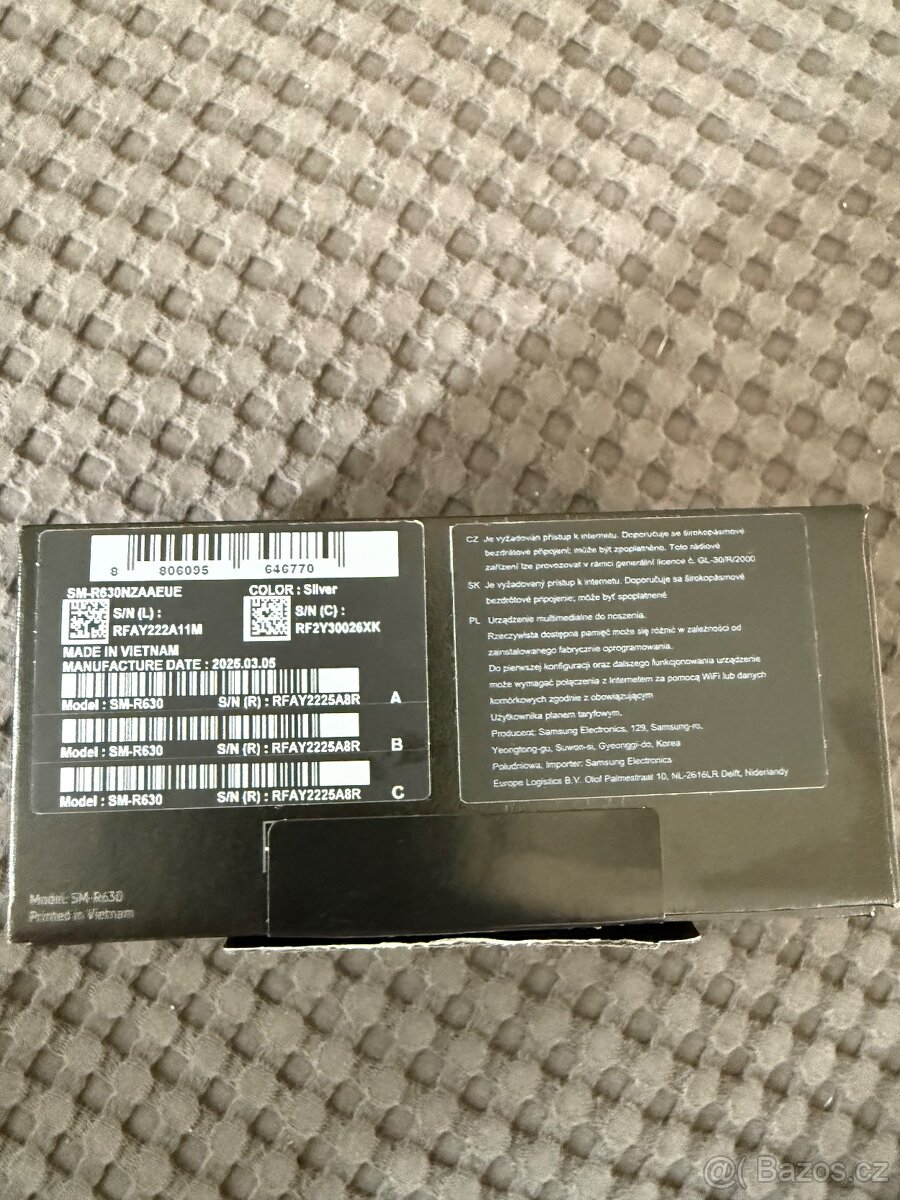 8 806095 646770
SM-R630NZAAEUE COLOR : Silver
S/N (L) :
RFAY222A11M
S/N (C) :
RF2Y30026XK
MADE IN VIETNAM
MANUFACTURE DATE : 2025.03.05
Model : SM-R630 S/N (R) : RFAY2225A8R A
Model : SM-R630 S/N (R) : RFAY2225A8R B
Model : SM-R630 S/N (R) : RFAY2225A8R C
CZ Je vyžadován přístup k internetu. Doporučuje se širokopásmové
bezdrátové připojení; může být zpoplatněné. Toto rádiové
zařízení lze provozovat v rámci generální licence č. GL-30/R/2000
SK Je vyžadovaný prístup k internetu. Doporučuje sa širokopásmové
bezdrôtové pripojenie; môže byť spoplatnené
PL Urządzenie multimedialne do noszenia.
Rzeczywista dostępna pamięć może się różnić w zależności od
zainstalowanego fabrycznie oprogramowania.
Do pierwszej konfiguracji oraz dalszego funkcjonowania urządzenie
może wymagać połączenia z Internetem za pomocą WiFi lub danych
komórkowych zgodnie z obowiązującym
Użytkownika planem taryfowym.
Producent: Samsung Electronics, 129, Samsung-ro,
Yeongtong-gu, Suwon-si, Gyeonggi-do, Korea
Południowa, Importer: Samsung Electronics
Europe Logistics B.V. Olof Palmestraat 10, NL-2616LR Delft, Niderlandy
Model: SM-R630
Printed in Vietnam
@( Bazos.cz